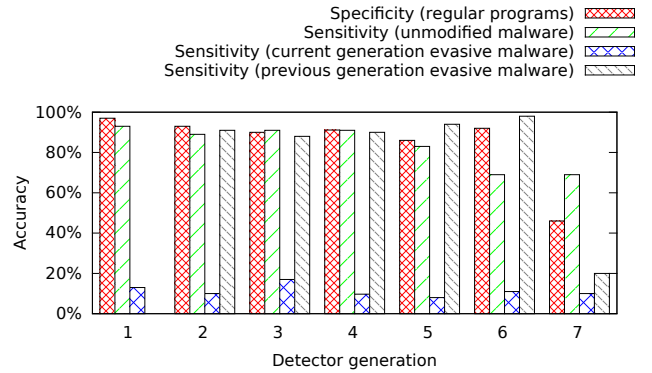 Specificity (regular programs)
Sensitivity (unmodified malware)
Sensitivity (current generation evasive malware)
Sensitivity (previous generation evasive malware)
100%
80%
60%
40%
20%
0%
Accuracy
1 2 3 4 5 6 7
Detector generation